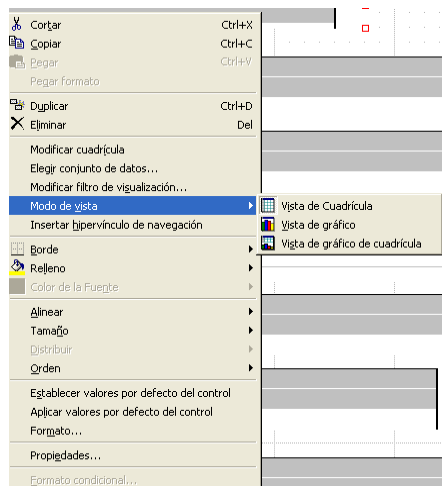 Cortar Ctrl+X
Copiar Ctrl+C
Pegar Ctrl+V
Pegar formato
Duplicar Ctrl+D
Eliminar Del
Modificar cuadrícula
Elegir conjunto de datos...
Modificar filtro de visualización...
Modo de vista
Vista de Cuadrícula
Vista de gráfico
Vista de gráfico de cuadrícula
Insertar hipervínculo de navegación
Borde
Relleno
Color de la Fuente
Alinear
Tamaño
Distribuir
Orden
Establecer valores por defecto del control
Aplicar valores por defecto del control
Formato...
Propiedades...
Formato condicional...